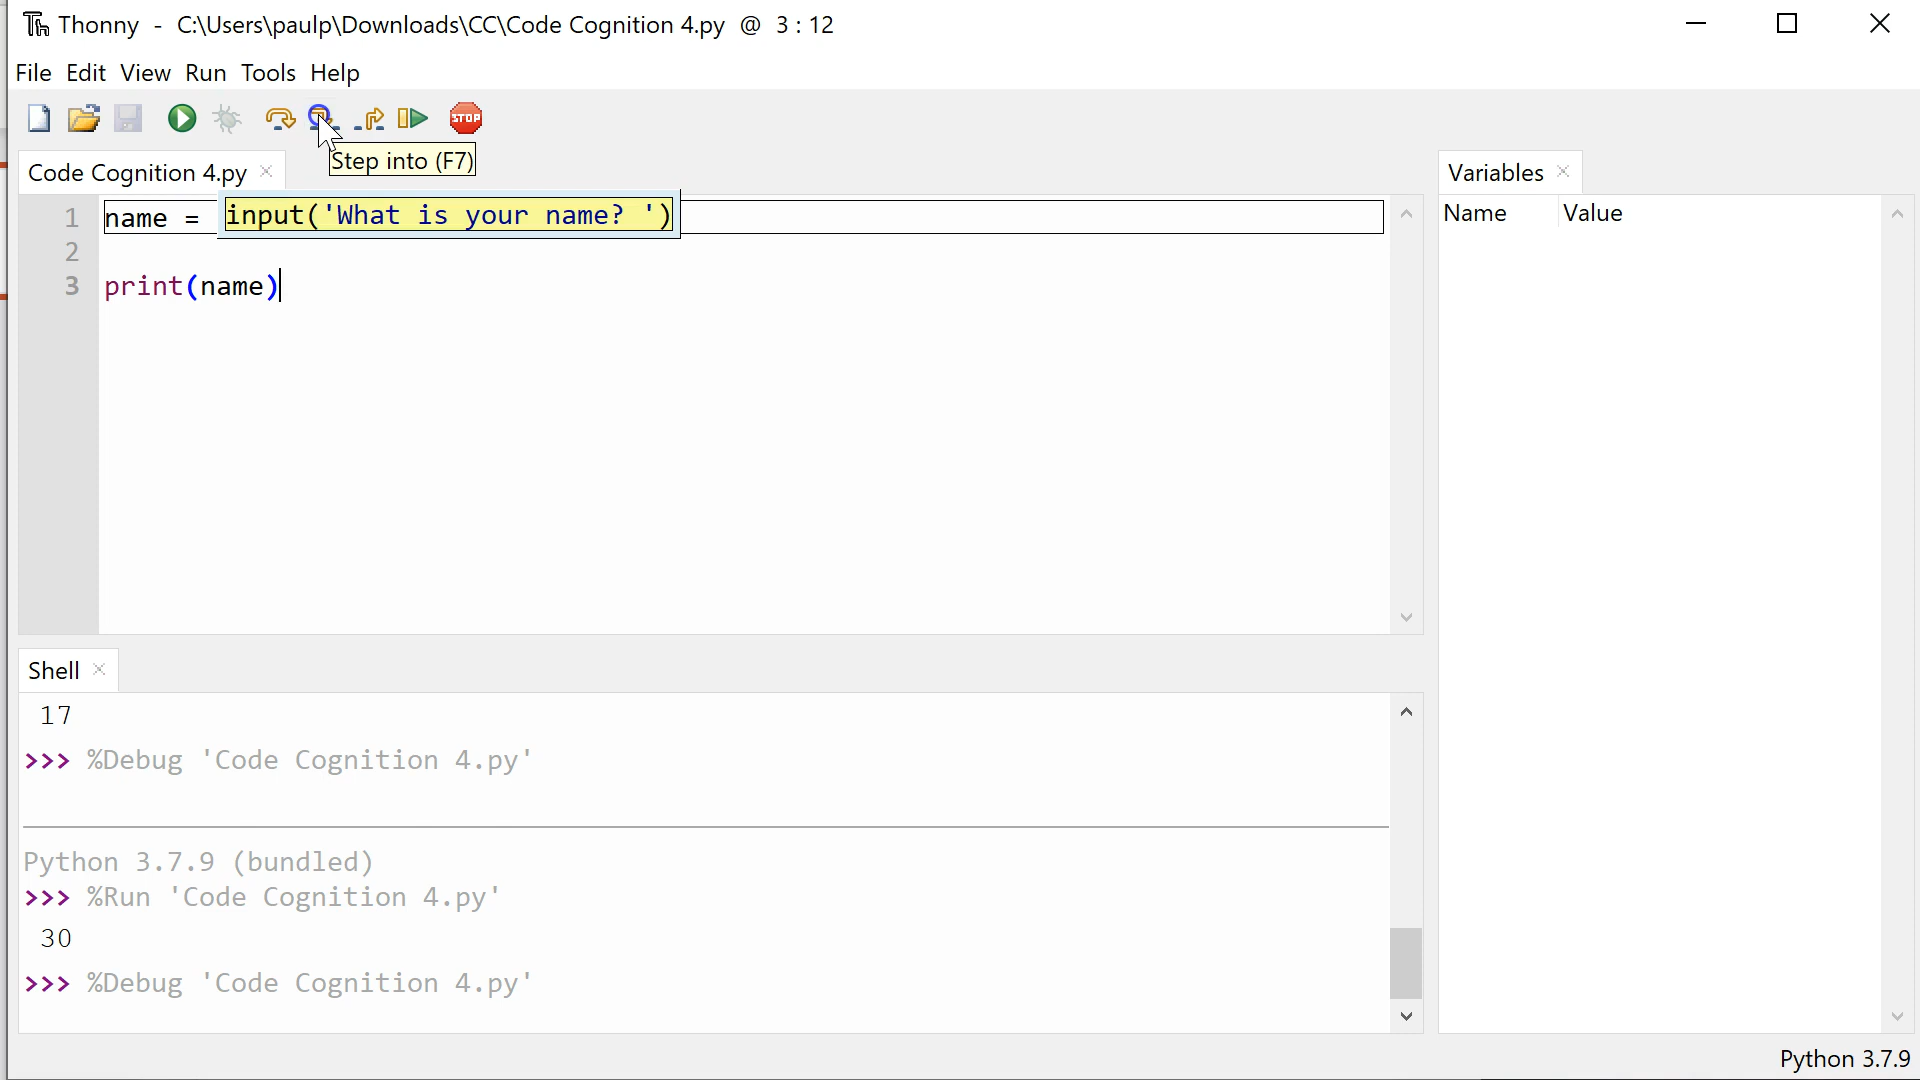 Thonny - C:\Users\paulp\Downloads\CC\Code Cognition 4.py @ 3 : 12
File Edit View Run Tools Help
STOP
Step into (F7)
Code Cognition 4.py
1 name = input('What is your name? ')
2
3 print(name)
Variables
Name Value
Shell
17
>>> %Debug 'Code Cognition 4.py'
Python 3.7.9 (bundled)
>>> %Run 'Code Cognition 4.py'
30
>>> %Debug 'Code Cognition 4.py'
Python 3.7.9